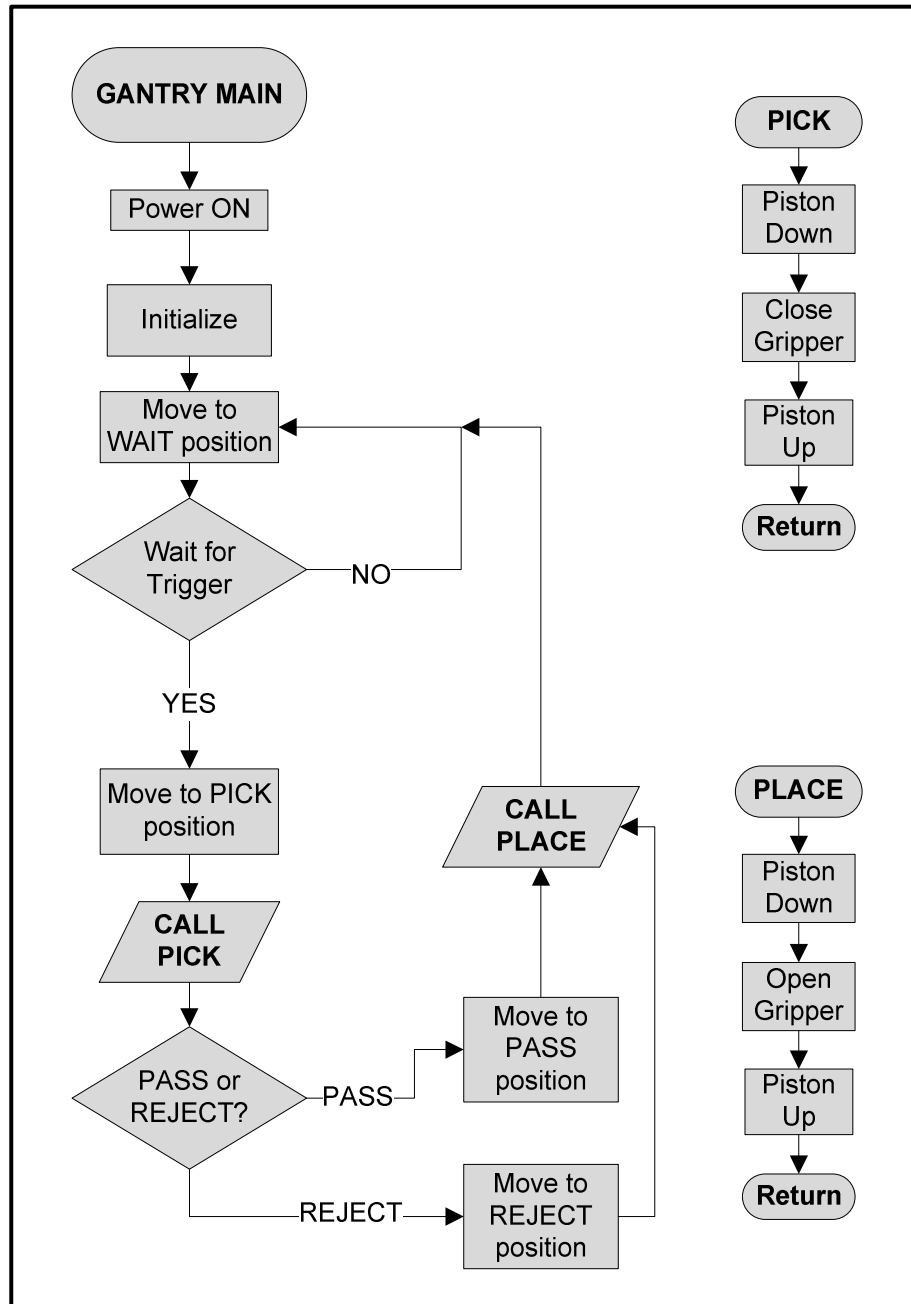 GANTRY MAIN
Power ON
Initialize
Move to
WAIT position
Wait for
Trigger
NO
YES
Move to PICK
position
CALL
PICK
PASS or
REJECT?
PASS
Move to
PASS
position
REJECT
Move to
REJECT
position
CALL
PLACE
PICK
Piston
Down
Close
Gripper
Piston
Up
Return
PLACE
Piston
Down
Open
Gripper
Piston
Up
Return